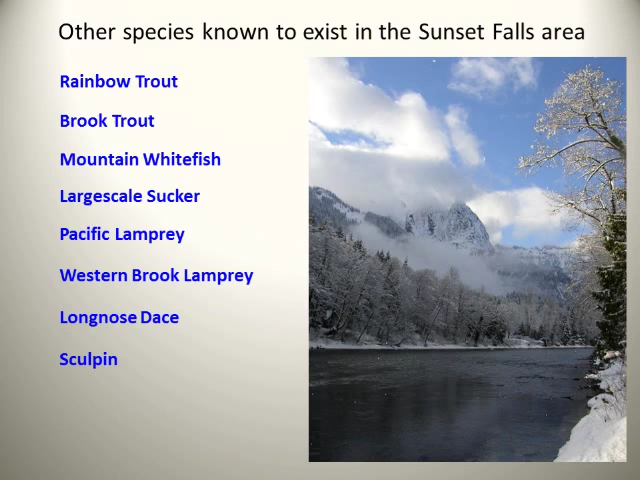 Other species known to exist in the Sunset Falls area
Rainbow Trout
Brook Trout
Mountain Whitefish
Largescale Sucker
Pacific Lamprey
Western Brook Lamprey
Longnose Dace
Sculpin